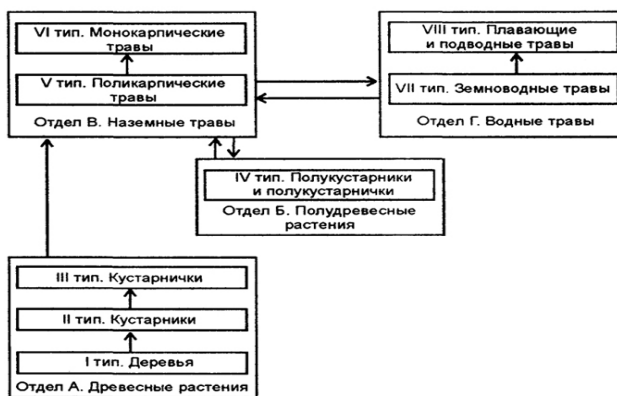 VI тип. Монокарпические
травы
V тип. Поликарпические
травы
Отдел В. Наземные травы
VIII тип. Плавающие
и подводные травы
VII тип. Земноводные травы
Отдел Г. Водные травы
IV тип. Полукустарники
и полукустарнички
Отдел Б. Полудревесные
растения
III тип. Кустарнички
II тип. Кустарники
I тип. Деревья
Отдел А. Древесные растения